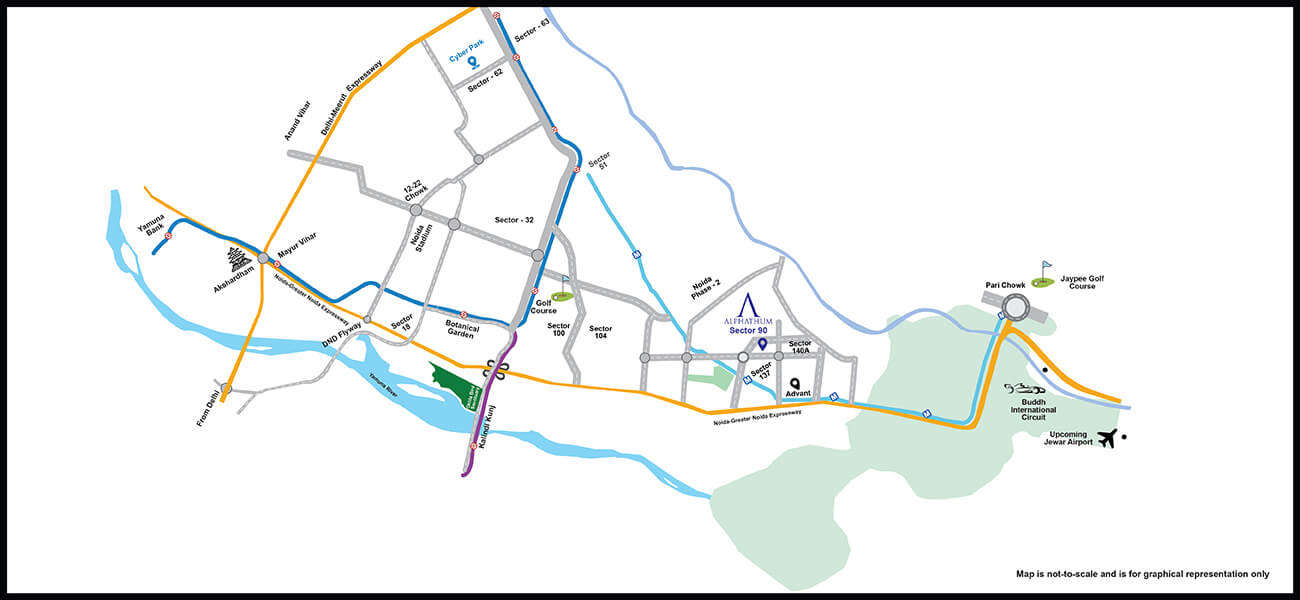 Sector - 63
Cyber Park
Sector - 62
Delhi-Meerut Expressway
Anand Vihar
Sector
51
12-22
Chowk
Sector - 32
Noida
Stadium
Yamuna
Bank
Mayur Vihar
Akshardham
Noida-Greater Noida Expressway
DND Flyway
Sector
18
Botanical
Garden
Golf
Course
Sector
100
Sector
104
Noida
Phase - 2
ALPHATHUM
Sector 90
Sector
140A
Sector
137
Advant
Pari Chowk
Jaypee Golf
Course
Buddh
International
Circuit
Upcoming
Jewar Airport
From Delhi
Yamuna River
Okhla Bird
Sanctuary
Kalindi Kunj
Noida-Greater Noida Expressway
Map is not-to-scale and is for graphical representation only